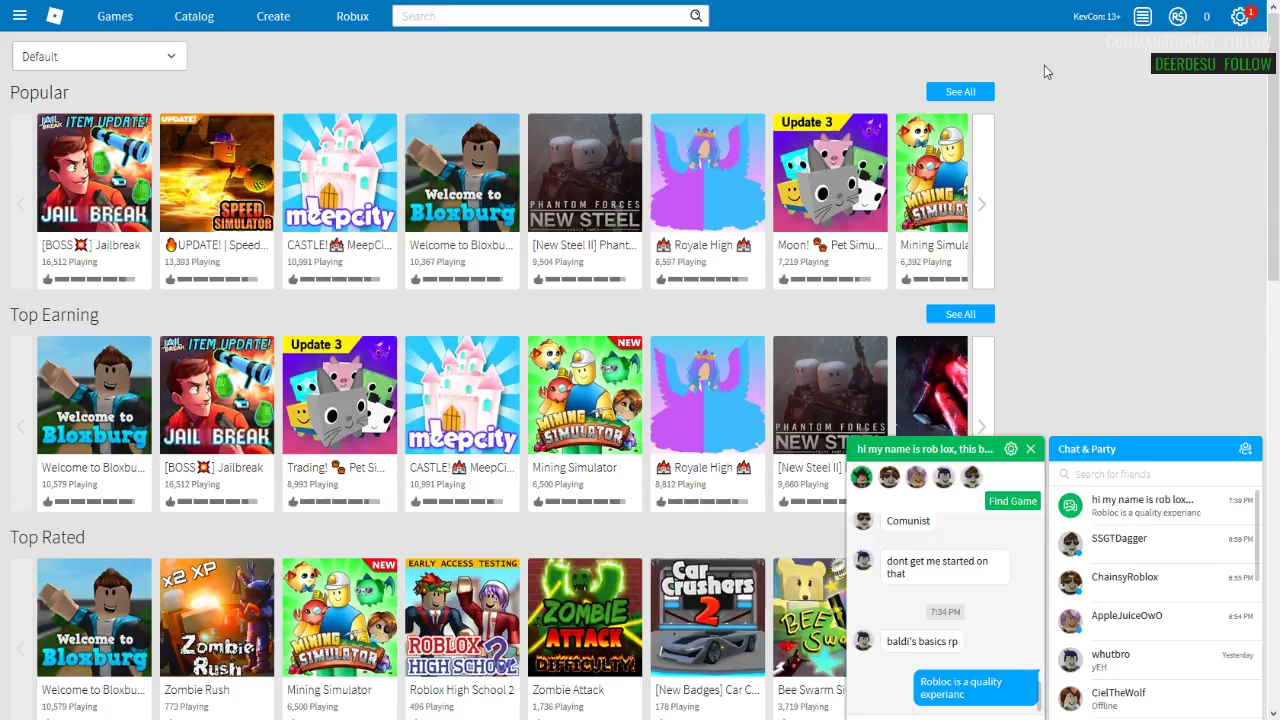 Games
Catalog
Create
Robux
Search
KevCon: 13+
0
1
COMMANDERROOT FOLLOW
DEERDESU FOLLOW
Default
Popular
See All
JAIL BREAK ITEM UPDATE!
JAIL BREAK
UPDATE!
SPEED SIMULATOR
meepcity
Welcome to
Bloxburg
PHANTOM FORCES
NEW STEEL
Update 3
MINING SIMULATOR
[BOSS💥] Jailbreak
🔥UPDATE! | Speed...
CASTLE!🏰 MeepCi...
Welcome to Bloxbu...
[New Steel II] Phant...
🏰 Royale High 🏰
Moon! 🐾 Pet Simu...
Mining Simula
16,512 Playing
13,393 Playing
10,991 Playing
10,367 Playing
9,504 Playing
8,597 Playing
7,219 Playing
6,392 Playing
Top Earning
See All
Welcome to
Bloxburg
JAIL BREAK ITEM UPDATE!
JAIL BREAK
Update 3
meepcity
NEW
MINING SIMULATOR
PHANTOM FORCES
NEW STEEL
Welcome to Bloxbu...
[BOSS💥] Jailbreak
Trading! 🐾 Pet Si...
CASTLE!🏰 MeepCi...
Mining Simulator
🏰 Royale High 🏰
[New Steel
10,579 Playing
16,512 Playing
8,993 Playing
10,991 Playing
6,500 Playing
8,812 Playing
9,660 Playing
Top Rated
Welcome to
Bloxburg
x2 XP
Zombie Rush
NEW
MINING SIMULATOR
EARLY ACCESS TESTING
ROBLOX HIGH SCHOOL 2
ZOMBIE ATTACK
DIFFICULTY!
Car Crushers 2
BEE Swa
Welcome to Bloxbu...
Zombie Rush
Mining Simulator
Roblox High School 2
Zombie Attack
[New Badges] Car C...
Bee Swarm Si
10,579 Playing
773 Playing
6,500 Playing
496 Playing
1,736 Playing
178 Playing
3,719 Playing
hi my name is rob lox, this b...
Find Game
Comunist
dont get me started on
that
7:34 PM
baldi's basics rp
Robloc is a quality
experianc
Chat & Party
Search for friends
hi my name is rob lox...
7:39 PM
Robloc is a quality experianc
SSGTDagger
6:59 PM
ChainsyRoblox
6:55 PM
AppleJuiceOwO
6:54 PM
whutbro
Yesterday
yEH
CielTheWolf
Offline